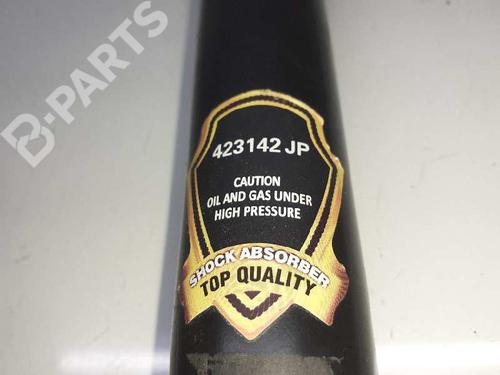 B-PARTS
423142 JP
CAUTION
OIL AND GAS UNDER
HIGH PRESSURE
SHOCK ABSORBER
TOP QUALITY